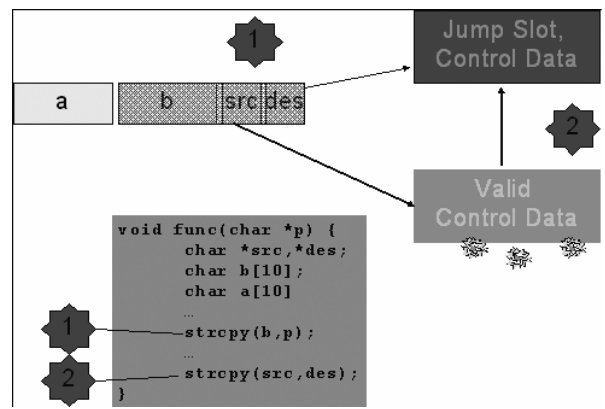 1
Jump Slot,
Control Data
a
b
src
des
2
Valid
Control Data
void func(char *p) {
char *src,*des;
char b[10];
char a[10]
…
1
strcpy(b,p);
…
2
strcpy(src,des);
}